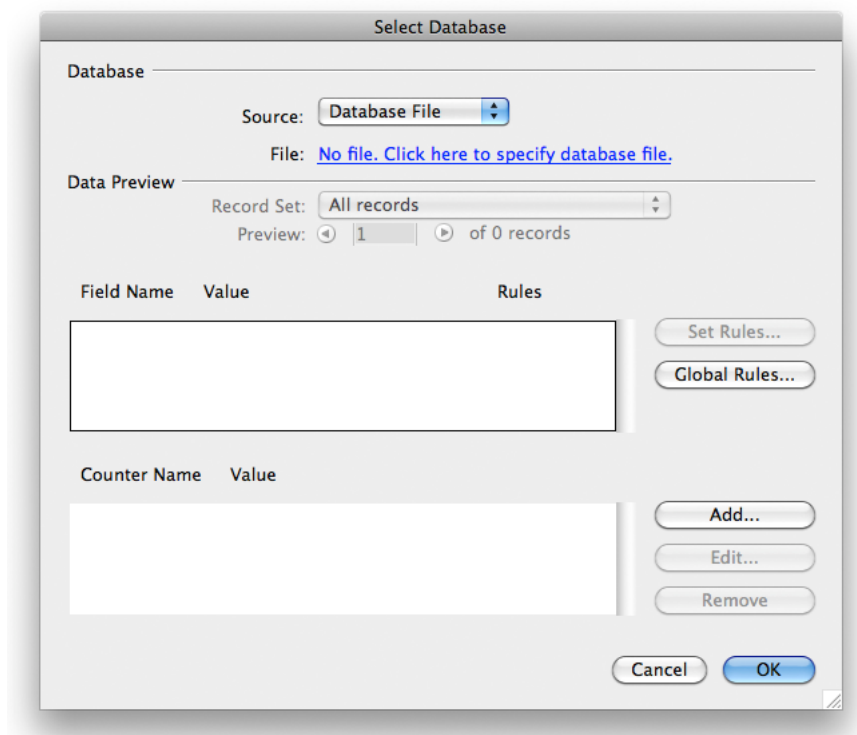 Select Database
Database
Source: Database File
File: No file. Click here to specify database file.
Data Preview
Record Set: All records
Preview: 1 of 0 records
Field Name Value Rules
Set Rules...
Global Rules...
Counter Name Value
Add...
Edit...
Remove
Cancel OK